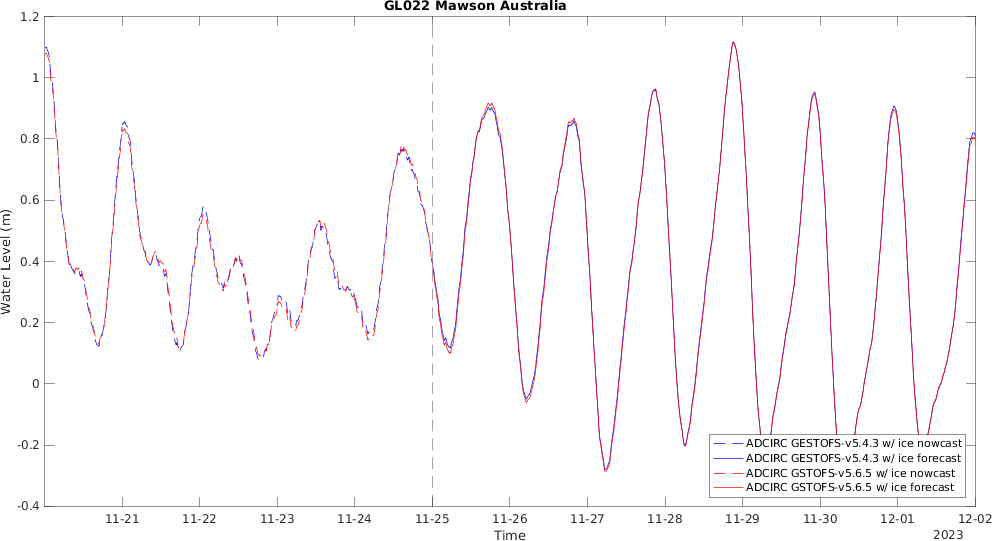 GL022 Mawson Australia
1.2
1
0.8
0.6
0.4
0.2
0
-0.2
-0.4
Water Level (m)
ADCIRC GESTOFS-v5.4.3 w/ ice nowcast
ADCIRC GESTOFS-v5.4.3 w/ ice forecast
ADCIRC GSTOFS-v5.6.5 w/ ice nowcast
ADCIRC GSTOFS-v5.6.5 w/ ice forecast
11-21 11-22 11-23 11-24 11-25 11-26 11-27 11-28 11-29 11-30 12-01 12-02
Time
2023